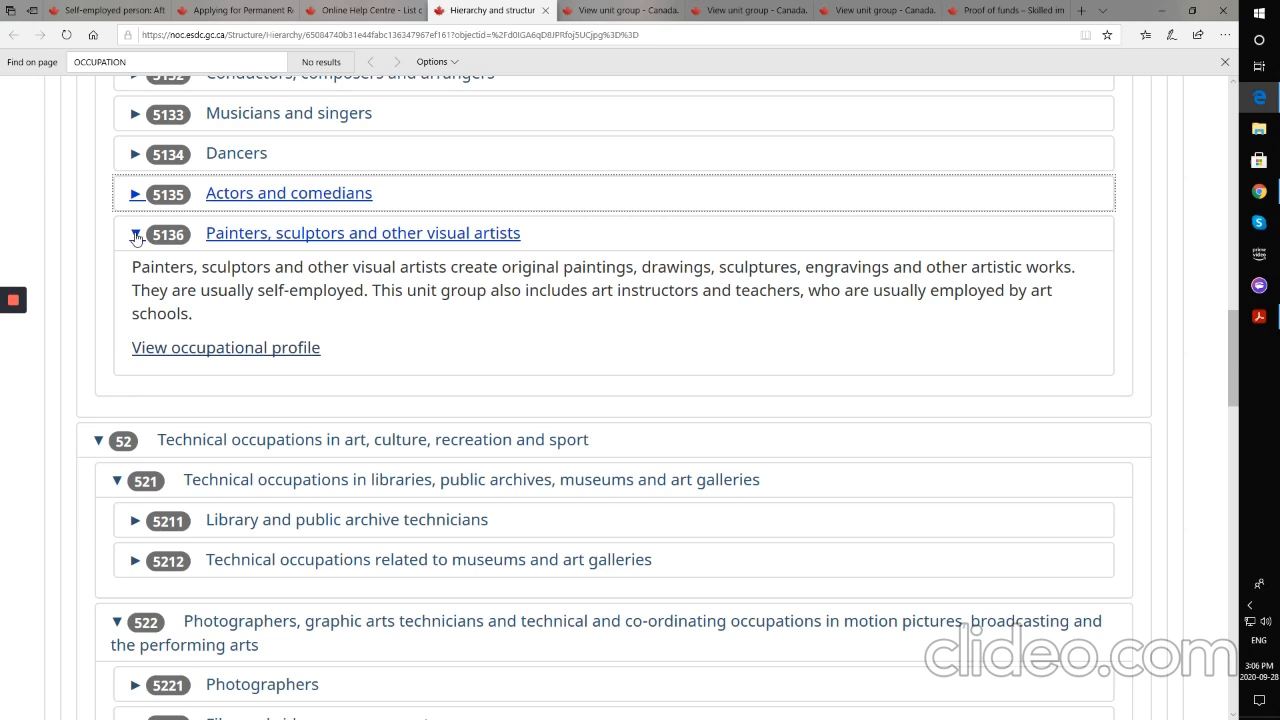 Self-employed person: Aft
Applying for Permanent R
Online Help Centre - List c
Hierarchy and structur
View unit group - Canada.
View unit group - Canada.
View unit group - Canada.
Proof of funds – Skilled im
https://noc.esdc.gc.ca/Structure/Hierarchy/65084740b31e44fabc136347967ef161?objectid=%2Fd0IGA6qD8JPRfoj5UCjpg%3D%3D
Find on page OCCUPATION No results Options
5132 Conductors, composers and arrangers
5133 Musicians and singers
5134 Dancers
5135 Actors and comedians
5136 Painters, sculptors and other visual artists
Painters, sculptors and other visual artists create original paintings, drawings, sculptures, engravings and other artistic works.
They are usually self-employed. This unit group also includes art instructors and teachers, who are usually employed by art
schools.
View occupational profile
52 Technical occupations in art, culture, recreation and sport
521 Technical occupations in libraries, public archives, museums and art galleries
5211 Library and public archive technicians
5212 Technical occupations related to museums and art galleries
522 Photographers, graphic arts technicians and technical and co-ordinating occupations in motion pictures, broadcasting and
the performing arts
5221 Photographers
clideo.com
prime video
ENG
3:06 PM
2020-09-28